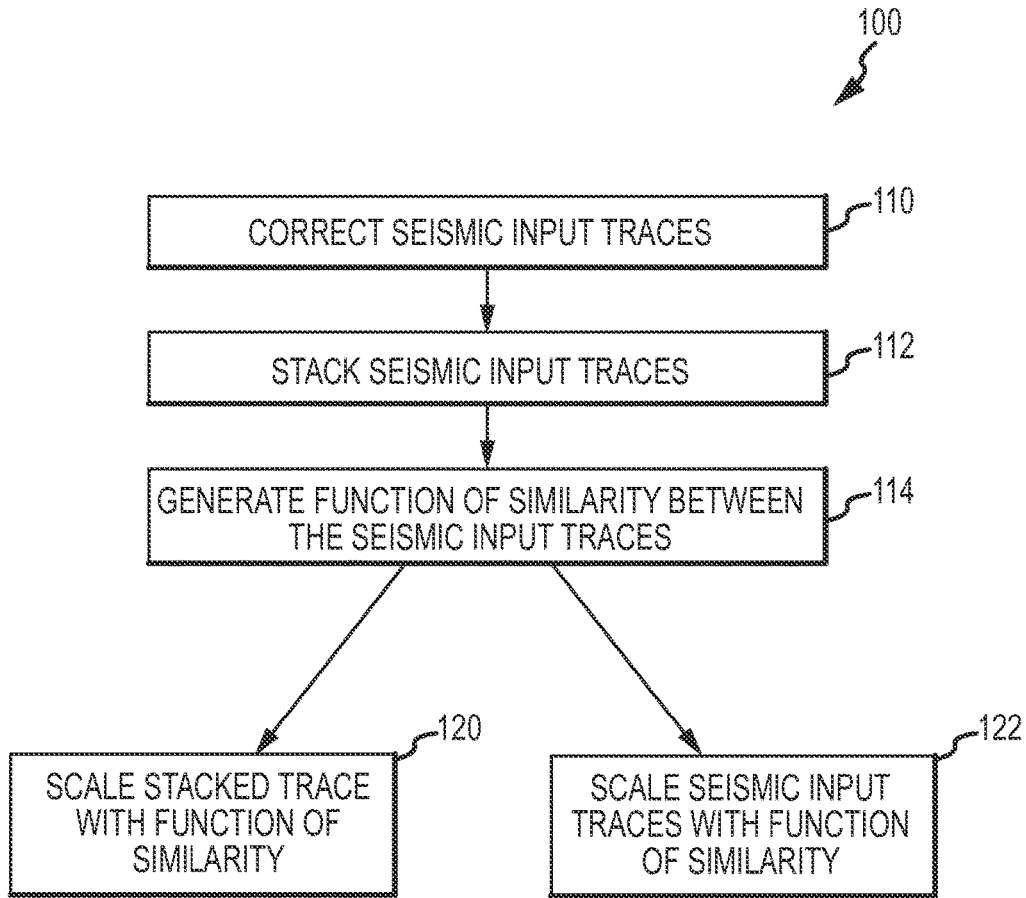 100
CORRECT SEISMIC INPUT TRACES
110
STACK SEISMIC INPUT TRACES
112
GENERATE FUNCTION OF SIMILARITY BETWEEN
THE SEISMIC INPUT TRACES
114
120
SCALE STACKED TRACE
WITH FUNCTION OF
SIMILARITY
122
SCALE SEISMIC INPUT
TRACES WITH FUNCTION
OF SIMILARITY